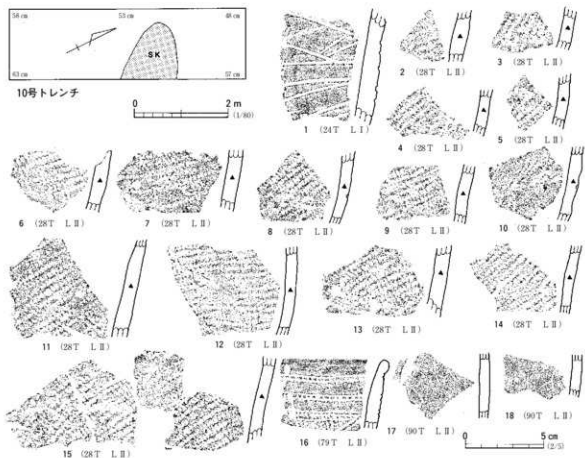 58 cm 53 cm 48 cm
SK
63 cm 57 cm
10号トレンチ
0 2 m
(1/80)
1 (24T LⅠ)
2 (28T LⅡ)
3 (28T LⅡ)
4 (28T LⅡ)
5 (28T LⅡ)
6 (28T LⅡ)
7 (28T LⅡ)
8 (28T LⅡ)
9 (28T LⅡ)
10 (28T LⅡ)
11 (28T LⅡ)
12 (28T LⅡ)
13 (28T LⅡ)
14 (28T LⅡ)
15 (28T LⅡ)
16 (79T LⅡ)
17 (90T LⅡ)
18 (90T LⅡ)
0 5 cm
(2/5)